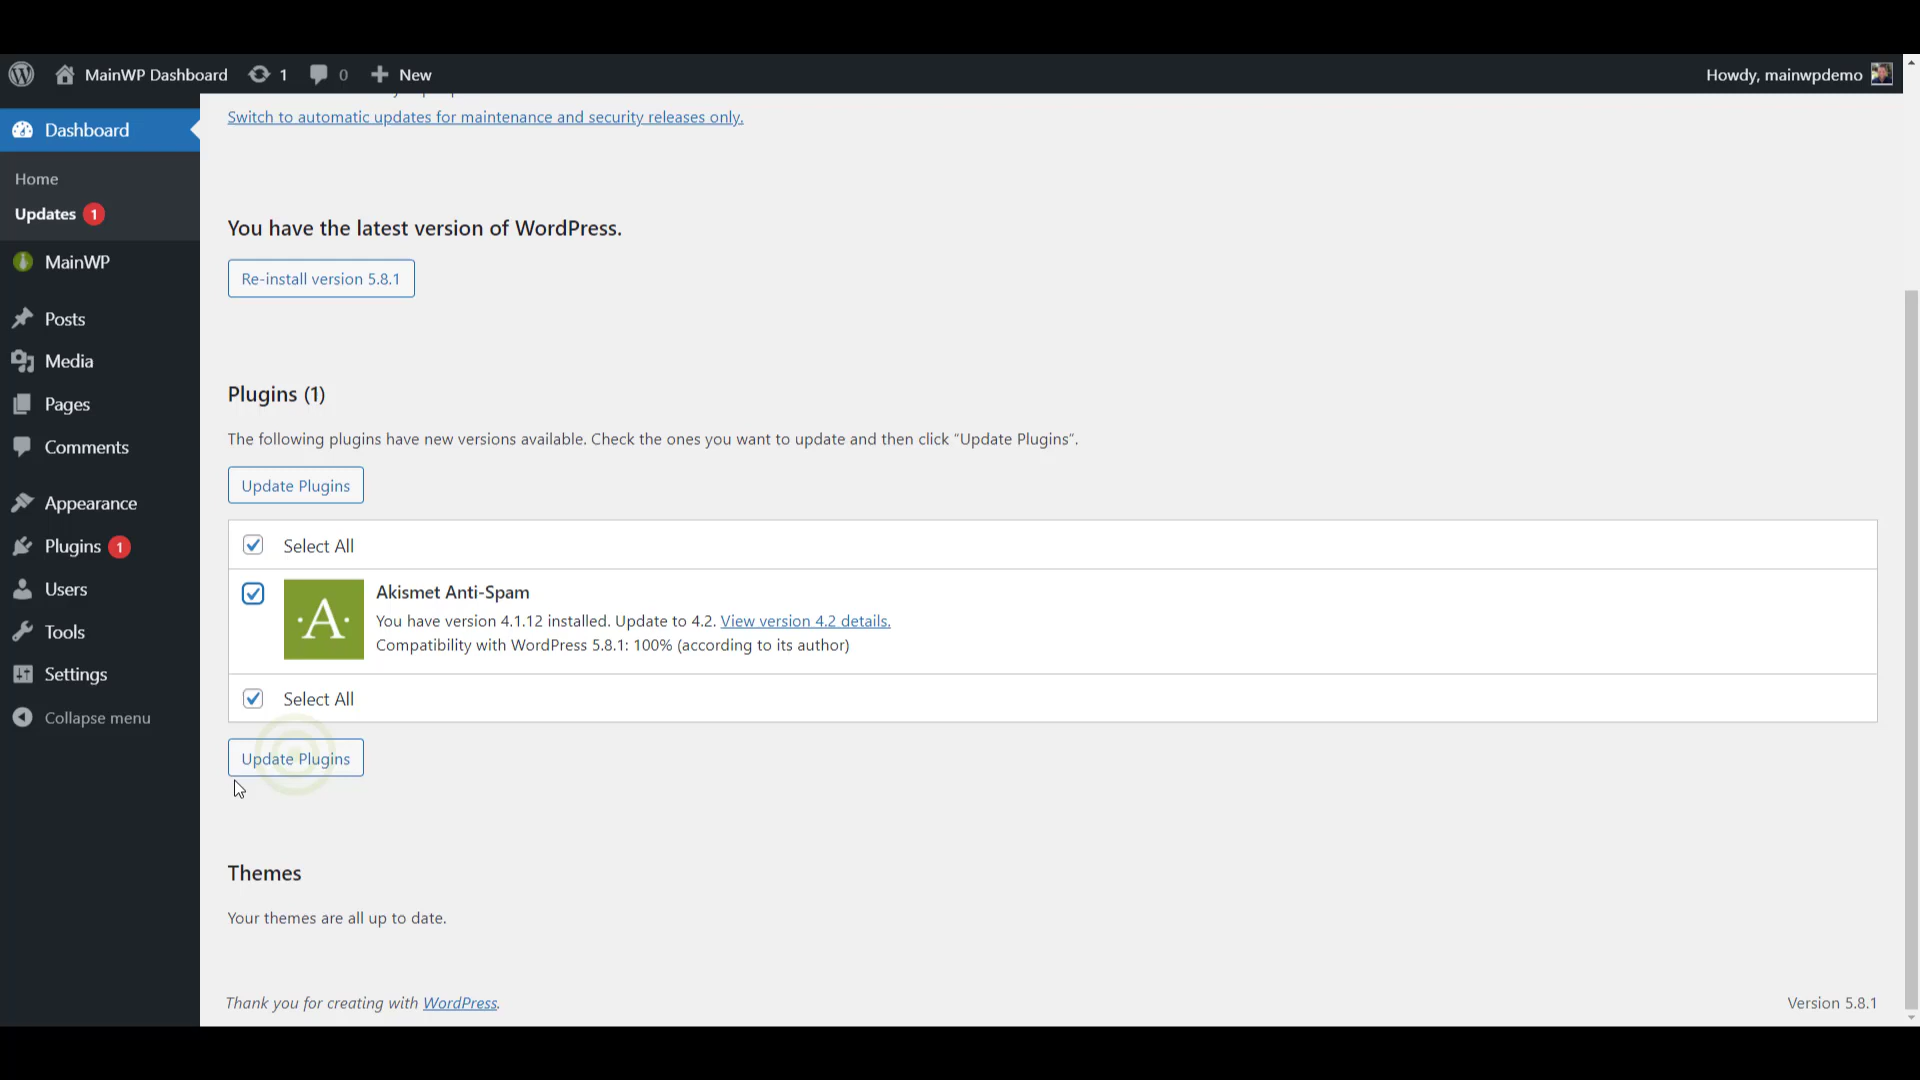 MainWP Dashboard 1 0 New Howdy, mainwpdemo
Dashboard
Home
Updates 1
MainWP
Posts
Media
Pages
Comments
Appearance
Plugins 1
Users
Tools
Settings
Collapse menu
Switch to automatic updates for maintenance and security releases only.
You have the latest version of WordPress.
Re-install version 5.8.1
Plugins (1)
The following plugins have new versions available. Check the ones you want to update and then click “Update Plugins”.
Update Plugins
Select All
·A·
Akismet Anti-Spam
You have version 4.1.12 installed. Update to 4.2. View version 4.2 details.
Compatibility with WordPress 5.8.1: 100% (according to its author)
Select All
Update Plugins
Themes
Your themes are all up to date.
Thank you for creating with WordPress.
Version 5.8.1